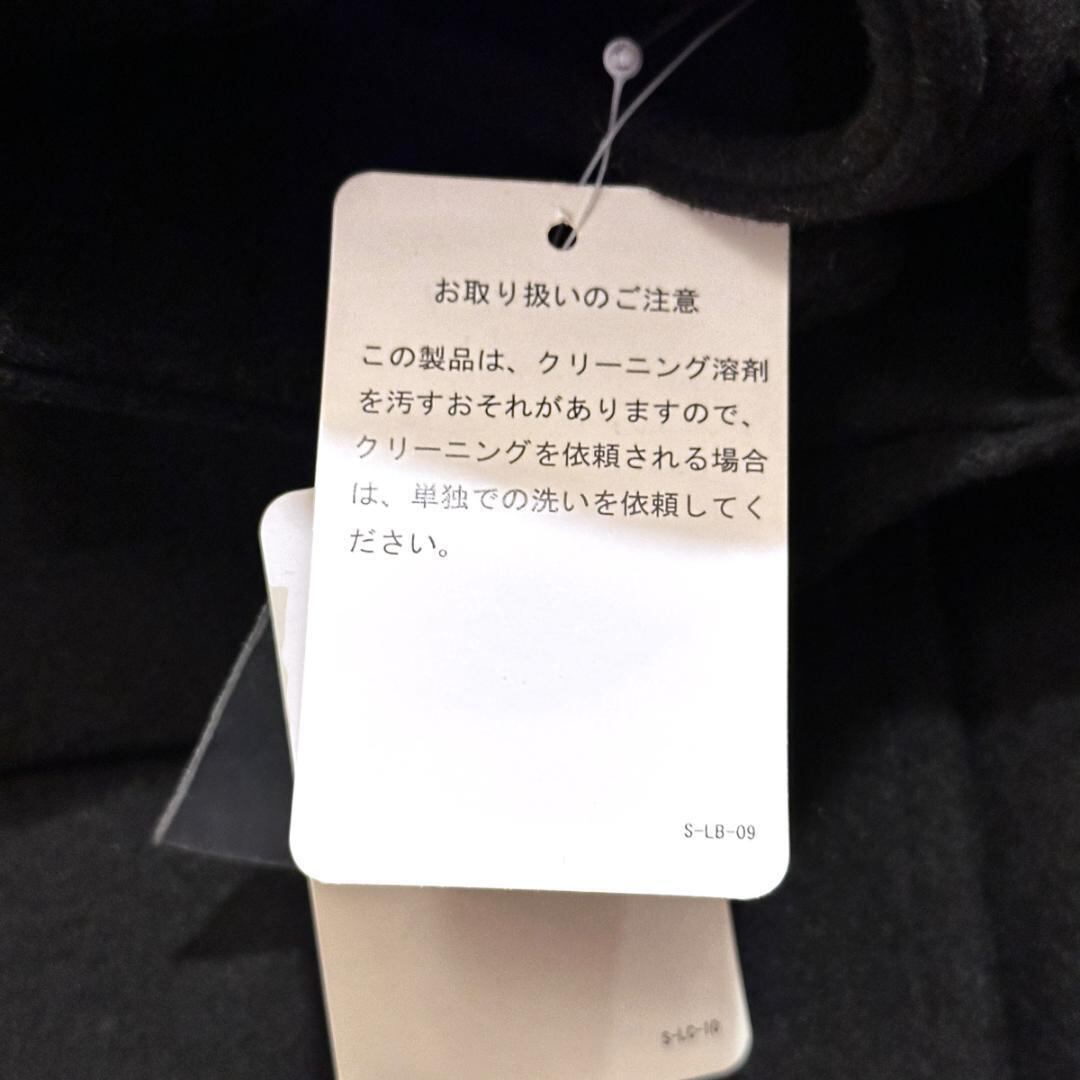 お取り扱いのご注意
この製品は、クリーニング溶剤
を汚すおそれがありますので、
クリーニングを依頼される場合
は、単独での洗いを依頼してく
ださい。
S-LB-09